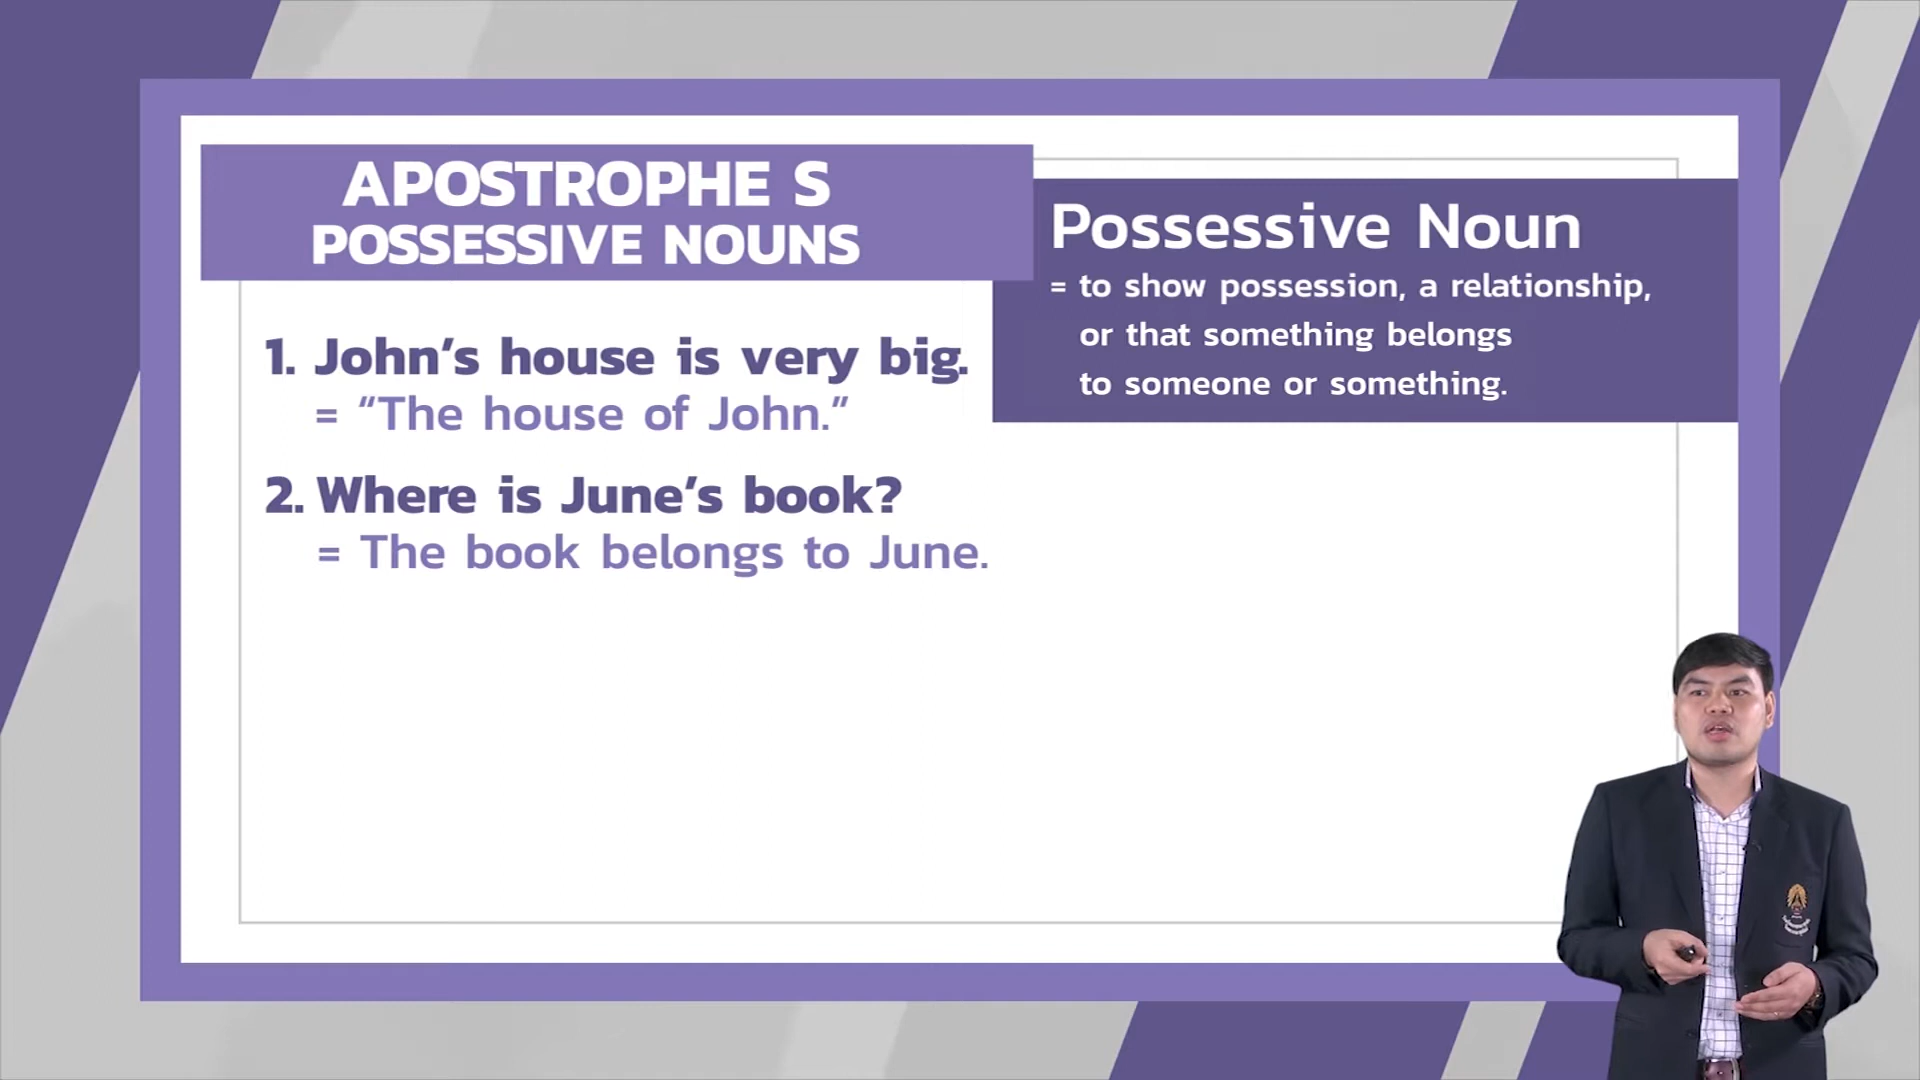 APOSTROPHE S
POSSESSIVE NOUNS
Possessive Noun
= to show possession, a relationship,
or that something belongs
to someone or something.
1. John’s house is very big.
= “The house of John.”
2. Where is June’s book?
= The book belongs to June.